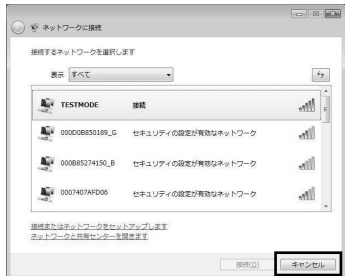 ネットワークに接続
接続するネットワークを選択します
表示 すべて
TESTMODE 接続
000D0B850189_G セキュリティの設定が有効なネットワーク
000B85274150_B セキュリティの設定が有効なネットワーク
0007407AFD06 セキュリティの設定が有効なネットワーク
接続またはネットワークをセットアップします
ネットワークと共有センターを開きます
接続(O) キャンセル